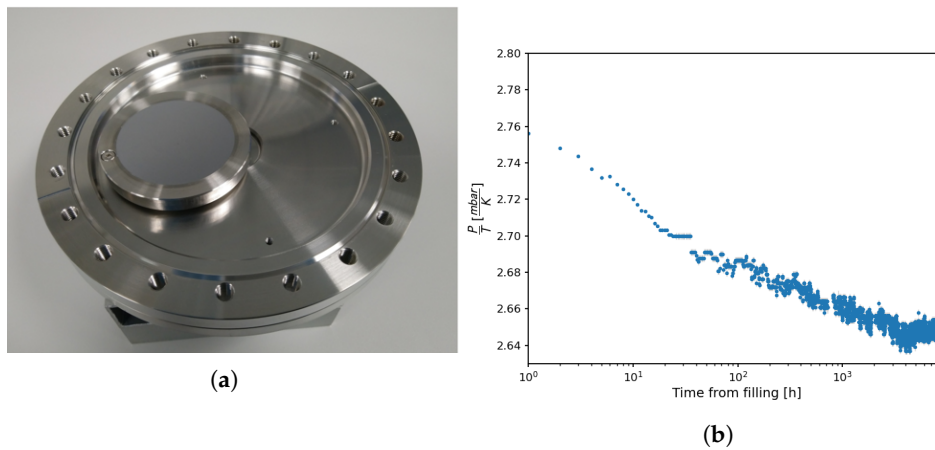 2.80
2.78
2.76
2.74
2.72
2.70
2.68
2.66
2.64
P/T [mbar/K]
10^0 10^1 10^2 10^3
Time from filling [h]
(a)
(b)